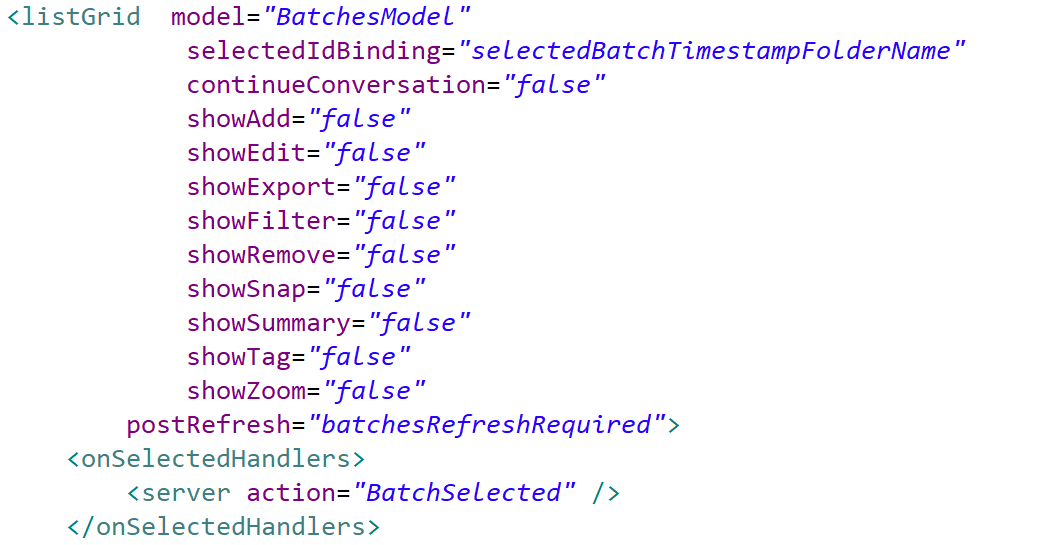 <listGrid  model="BatchesModel"
            selectedIdBinding="selectedBatchTimestampFolderName"
            continueConversation="false"
            showAdd="false"
            showEdit="false"
            showExport="false"
            showFilter="false"
            showRemove="false"
            showSnap="false"
            showSummary="false"
            showTag="false"
            showZoom="false"
        postRefresh="batchesRefreshRequired">
    <onSelectedHandlers>
        <server action="BatchSelected" />
    </onSelectedHandlers>